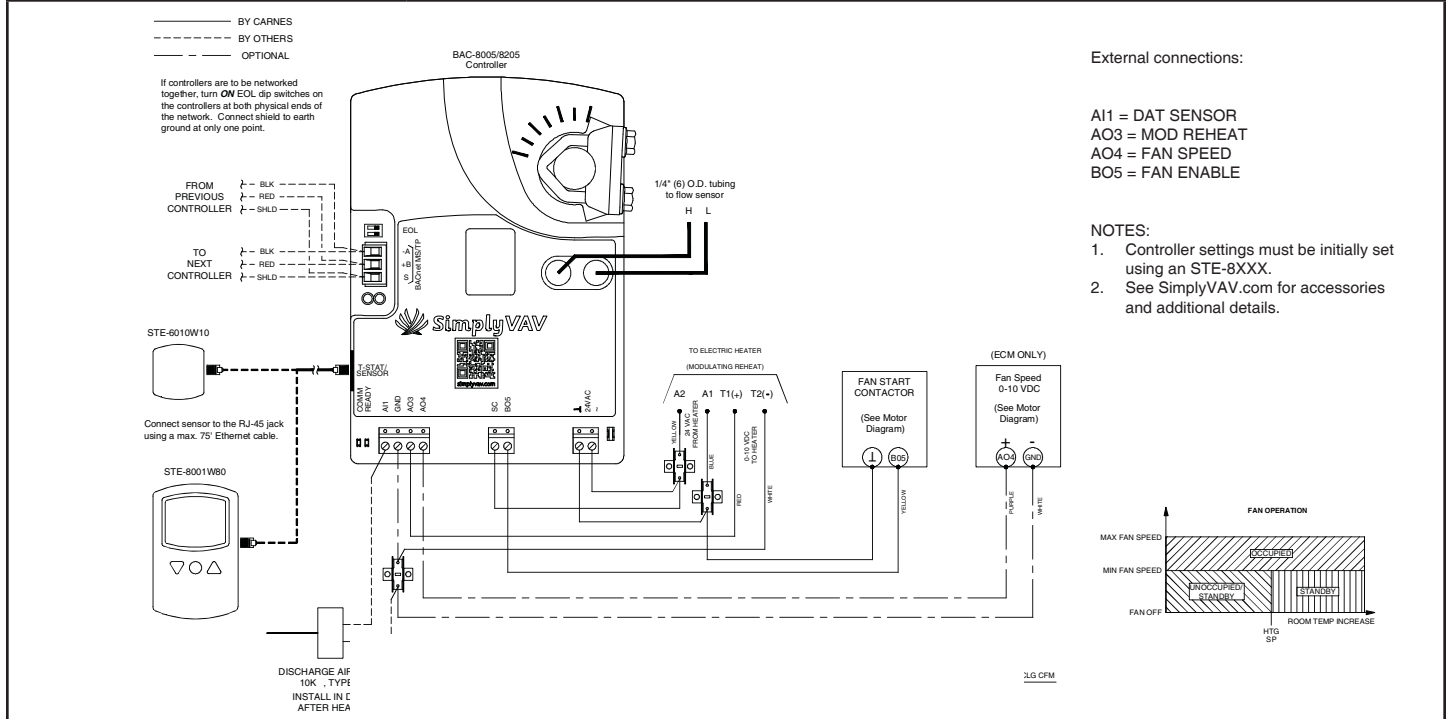 BY CARNES
BY OTHERS
OPTIONAL
If controllers are to be networked
together, turn ON EOL dip switches on
the controllers at both physical ends of
the network. Connect shield to earth
ground at only one point.
BAC-8005/8205
Controller
FROM
PREVIOUS
CONTROLLER
BLK
RED
SHLD
TO
NEXT
CONTROLLER
BLK
RED
SHLD
EOL
-A
+B
S
BACnet MS/TP
1/4" (6) O.D. tubing
to flow sensor
H L
SimplyVAV
simplyvav.com
STE-6010W10
T-STAT/
SENSOR
COMM
READY
AI1
GND
AO3
AO4
SC
BO5
24VAC
~
Connect sensor to the RJ-45 jack
using a max. 75' Ethernet cable.
STE-8001W80
DISCHARGE AIR
10K , TYPE
INSTALL IN D
AFTER HEA
TO ELECTRIC HEATER
(MODULATING REHEAT)
A2 A1 T1(+) T2(-)
YELLOW
24 VAC
FROM HEATER
BLUE
0-10 VDC
TO HEATER
RED
WHITE
FAN START
CONTACTOR
(See Motor
Diagram)
B05
YELLOW
(ECM ONLY)
Fan Speed
0-10 VDC
(See Motor
Diagram)
+ -
AO4 GND
PURPLE
WHITE
LG CFM
External connections:
AI1 = DAT SENSOR
AO3 = MOD REHEAT
AO4 = FAN SPEED
BO5 = FAN ENABLE
NOTES:
1. Controller settings must be initially set
using an STE-8XXX.
2. See SimplyVAV.com for accessories
and additional details.
FAN OPERATION
MAX FAN SPEED
OCCUPIED
MIN FAN SPEED
UNOCCUPIED/
STANDBY
STANDBY
FAN OFF
HTG
SP
ROOM TEMP INCREASE